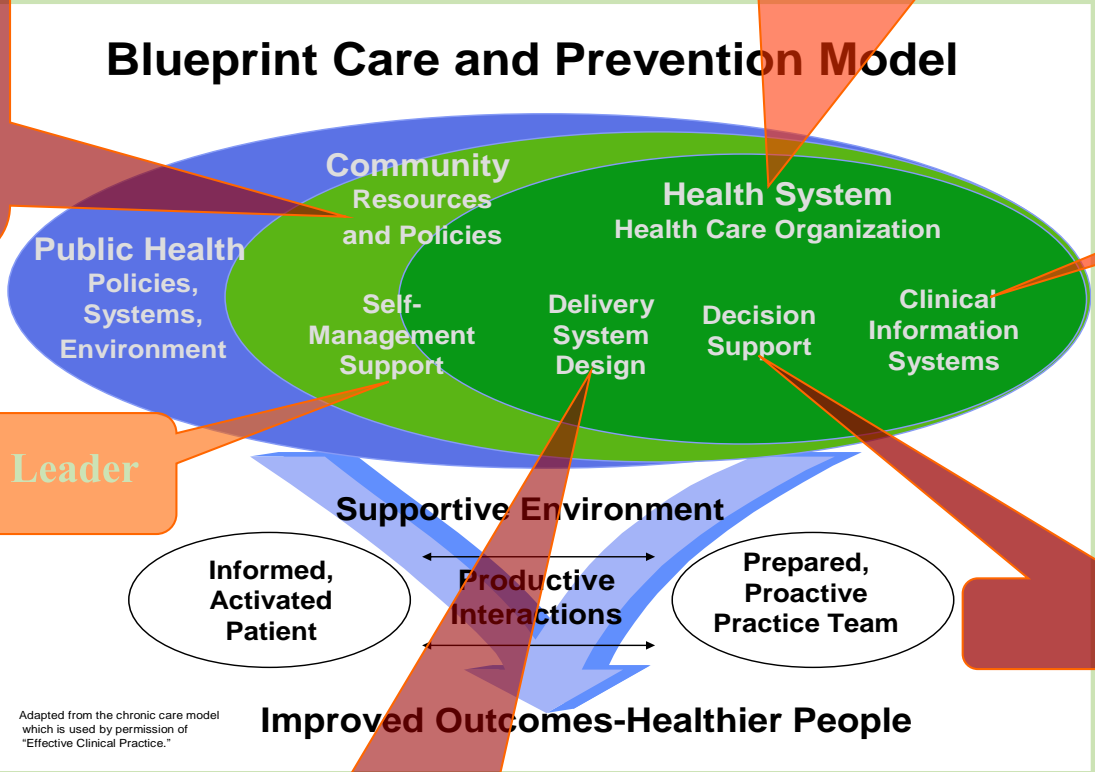 Blueprint Care and Prevention Model
Community
Resources
and Policies
Health System
Health Care Organization
Public Health
Policies,
Systems,
Environment
Self-
Management
Support
Delivery
System
Design
Decision
Support
Clinical
Information
Systems
Leader
Supportive Environment
Informed,
Activated
Patient
Productive
Interactions
Prepared,
Proactive
Practice Team
Adapted from the chronic care model
which is used by permission of
“Effective Clinical Practice.”
Improved Outcomes-Healthier People